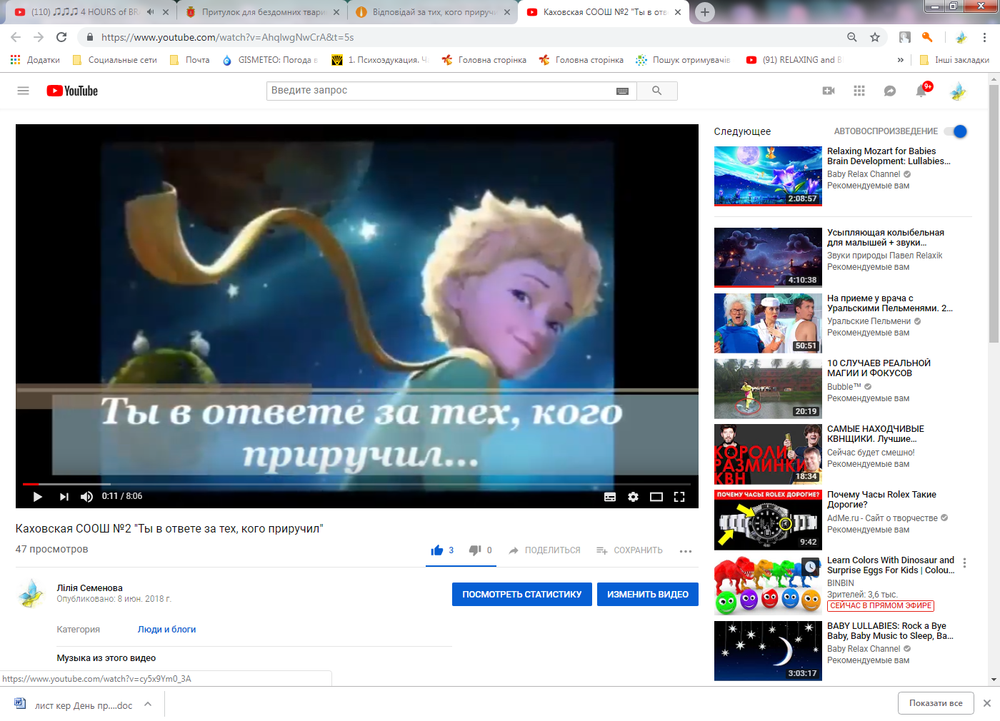 (110) 🎵🎵🎵🎵 4 HOURS of BR
Притулок для бездомних твари
Відповідай за тих, кого приручи
Каховская СООШ №2 "Ты в отв
https://www.youtube.com/watch?v=AhqlwgNwCrA&t=5s
Додатки
Социальные сети
Почта
GISMETEO: Погода в
1. Психоэдукация. Ч
Головна сторінка
Головна сторінка
Пошук отримувачів
(91) RELAXING and B
»
Інші закладки
YouTube
Введите запрос
9+
Ты в ответе за тех, кого
приручил...
0:11 / 8:06
Каховская СООШ №2 "Ты в ответе за тех, кого приручил"
47 просмотров
3
0
ПОДЕЛИТЬСЯ
СОХРАНИТЬ
Лілія Семенова
Опубликовано: 8 июн. 2018 г.
ПОСМОТРЕТЬ СТАТИСТИКУ
ИЗМЕНИТЬ ВИДЕО
Категория
Люди и блоги
Музыка из этого видео
https://www.youtube.com/watch?v=cy5x9Ym0_3A
Следующее
АВТОВОСПРОИЗВЕДЕНИЕ
2:08:57
Relaxing Mozart for Babies
Brain Development: Lullabies...
Baby Relax Channel
Рекомендуемые вам
4:10:38
Усыпляющая колыбельная
для малышей + звуки...
Звуки природы Павел Relaxik
Рекомендуемые вам
50:51
На приеме у врача с
Уральскими Пельменями. 2...
Уральские Пельмени
Рекомендуемые вам
20:19
10 СЛУЧАЕВ РЕАЛЬНОЙ
МАГИИ И ФОКУСОВ
Bubble™
Рекомендуемые вам
КОРОЛИ
РАЗМИНКИ
КВН
18:34
САМЫЕ НАХОДЧИВЫЕ
КВНЩИКИ. Лучшие...
Сейчас будет смешно!
Рекомендуемые вам
ПОЧЕМУ ЧАСЫ ROLEX ДОРОГИЕ?
9:42
Почему Часы Rolex Такие
Дорогие?
AdMe.ru - Сайт о творчестве
Рекомендуемые вам
Learn Colors With Dinosaur and
Surprise Eggs For Kids | Colou...
BINBIN
Зрителей: 3,6 тыс.
СЕЙЧАС В ПРЯМОМ ЭФИРЕ
3:03:17
BABY LULLABIES: Rock a Bye
Baby, Baby Music to Sleep, Ba...
Baby Relax Channel
Рекомендуемые вам
лист кер День пр....doc
Показати все